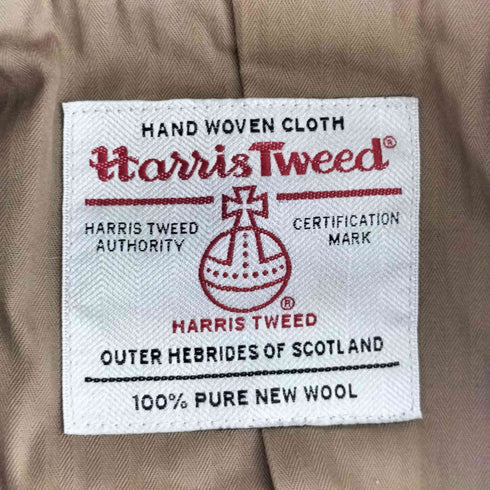 HAND WOVEN CLOTH
Harris Tweed®
HARRIS TWEED
AUTHORITY
CERTIFICATION
MARK
®
HARRIS TWEED
OUTER HEBRIDES OF SCOTLAND
100% PURE NEW WOOL